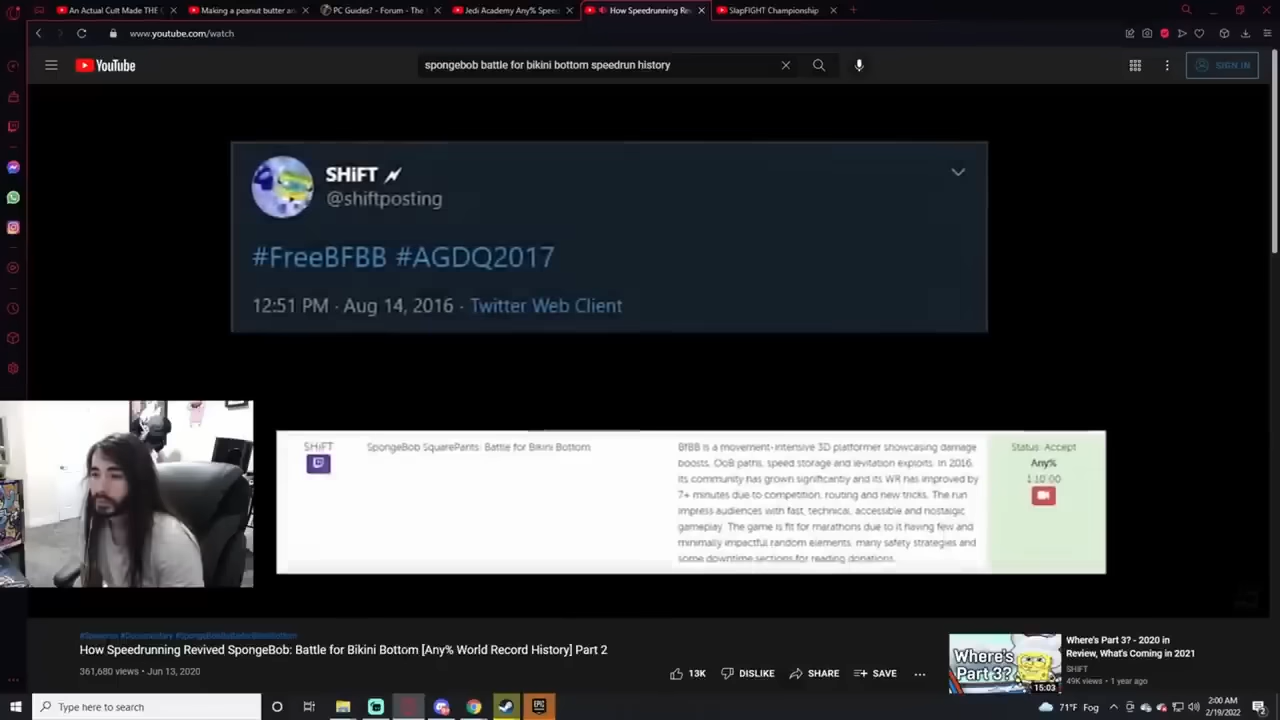 An Actual Cult Made THE
Making a peanut butter an
PC Guides? - Forum - The
Jedi Academy Any% Spee
How Speedrunning Re
SlapFIGHT Championship
www.youtube.com/watch
YouTube
spongebob battle for bikini bottom speedrun history
SIGN IN
SHiFT
@shiftposting
#FreeBFBB #AGDQ2017
12:51 PM · Aug 14, 2016 · Twitter Web Client
SHiFT
SpongeBob SquarePants: Battle for Bikini Bottom
BfBB is a movement-intensive 3D platformer showcasing damage
boosts, OoB paths, speed storage and levitation exploits. In 2016,
its community has grown significantly and its WR has improved by
7+ minutes due to competition, routing and new tricks. The run
impress audiences with fast, technical, accessible and nostalgic
gameplay. The game is fit for marathons due to it having few and
minimally impactful random elements, many safety strategies and
some downtime sections for reading donations.
Status: Accept
Any%
1:10:00
#Speedrun #Documentary #SpongeBobBattleForBikiniBottom
How Speedrunning Revived SpongeBob: Battle for Bikini Bottom [Any% World Record History] Part 2
361,680 views • Jun 13, 2020
13K
DISLIKE
SHARE
SAVE
Where's
Part 3?
15:03
Where's Part 3? - 2020 in
Review, What's Coming in 2021
SHiFT
49K views • 1 year ago
Type here to search
71°F Fog
2:00 AM
2/19/2022